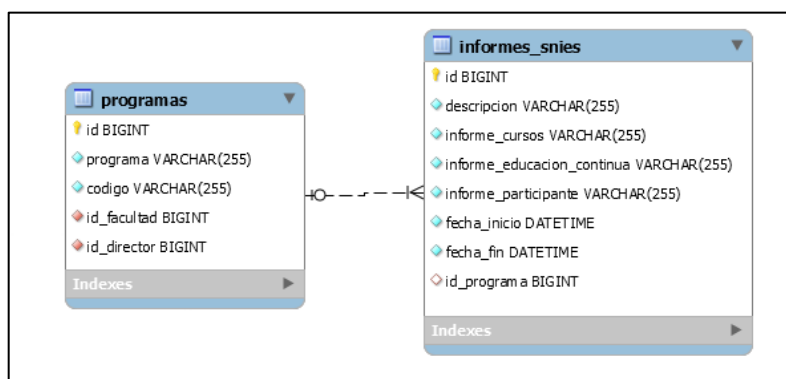 programas
id BIGINT
programa VARCHAR(255)
codigo VARCHAR(255)
id_facultad BIGINT
id_director BIGINT
Indexes
informes_snies
id BIGINT
descripcion VARCHAR(255)
informe_cursos VARCHAR(255)
informe_educacion_continua VARCHAR(255)
informe_participante VARCHAR(255)
fecha_inicio DATETIME
fecha_fin DATETIME
id_programa BIGINT
Indexes